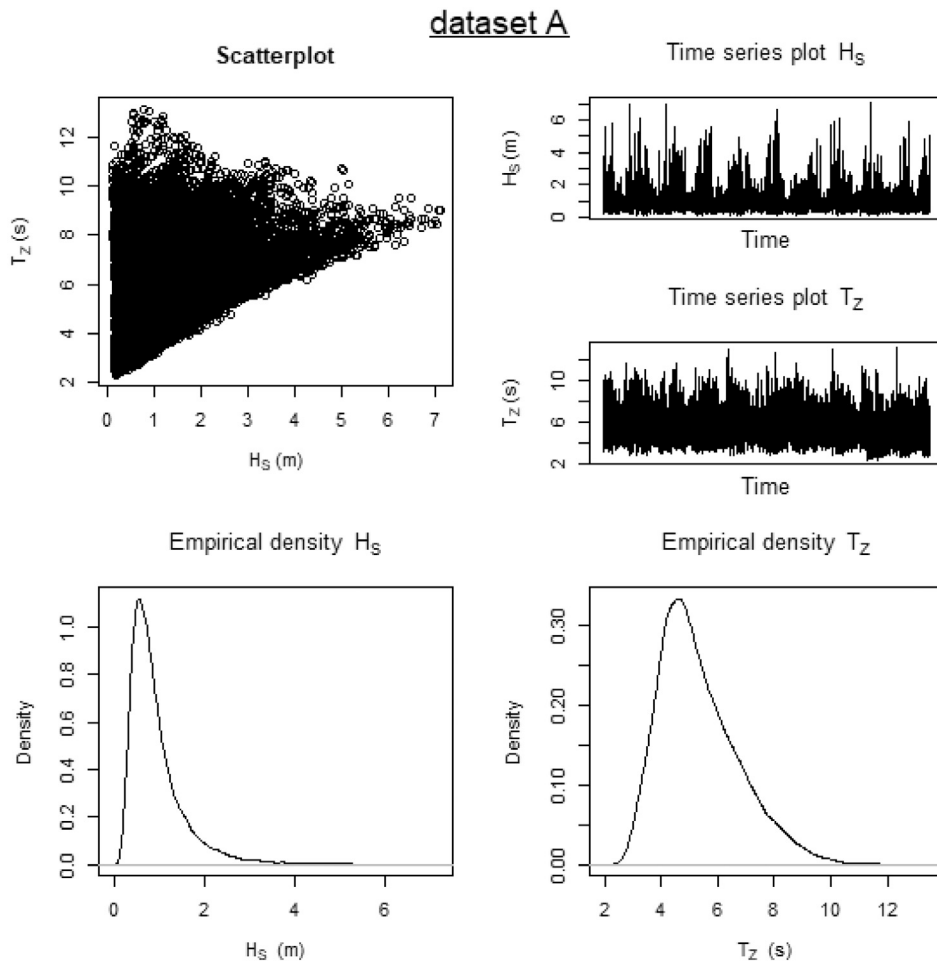 dataset A
Scatterplot
T_Z (s)
2 4 6 8 10 12
0 1 2 3 4 5 6 7
H_S (m)
Time series plot H_S
H_S (m)
0 2 4 6
Time
Time series plot T_Z
T_Z (s)
2 6 10
Time
Empirical density H_S
Density
0.0 0.2 0.4 0.6 0.8 1.0
0 2 4 6
H_S (m)
Empirical density T_Z
Density
0.00 0.10 0.20 0.30
2 4 6 8 10 12
T_Z (s)